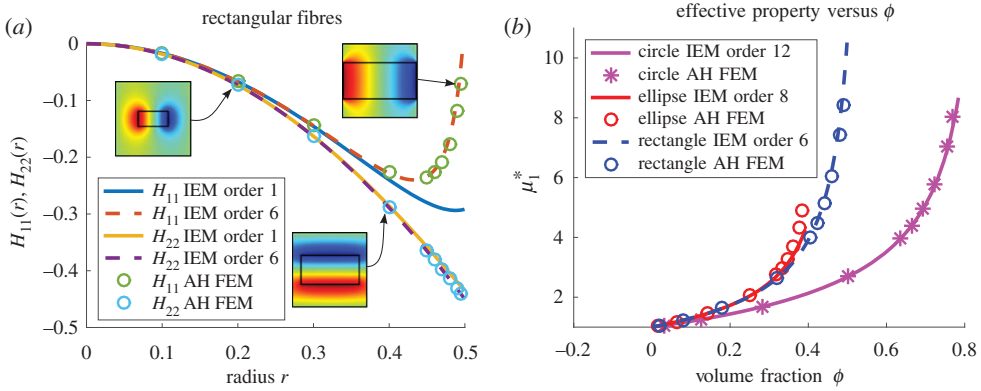 (a)
rectangular fibres
H₁₁(r), H₂₂(r)
0
−0.1
−0.2
−0.3
−0.4
−0.5
H₁₁ IEM order 1
H₁₁ IEM order 6
H₂₂ IEM order 1
H₂₂ IEM order 6
H₁₁ AH FEM
H₂₂ AH FEM
0 0.1 0.2 0.3 0.4 0.5
radius r
(b)
effective property versus ϕ
μ₁*
10
8
6
4
2
circle IEM order 12
circle AH FEM
ellipse IEM order 8
ellipse AH FEM
rectangle IEM order 6
rectangle AH FEM
−0.2 0 0.2 0.4 0.6 0.8
volume fraction ϕ